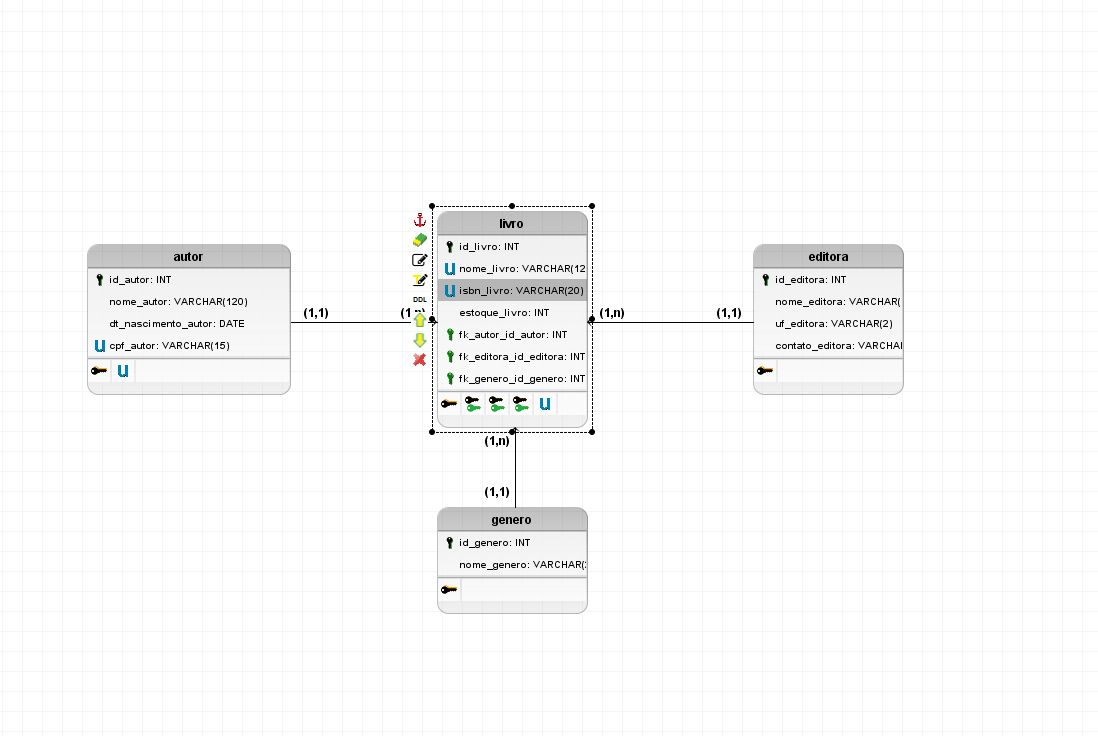 autor
id_autor: INT
nome_autor: VARCHAR(120)
dt_nascimento_autor: DATE
U cpf_autor: VARCHAR(15)
U
(1,1)
DDL
livro
id_livro: INT
U nome_livro: VARCHAR(12
U isbn_livro: VARCHAR(20)
estoque_livro: INT
fk_autor_id_autor: INT
fk_editora_id_editora: INT
fk_genero_id_genero: INT
U
(1,n)
(1,1)
editora
id_editora: INT
nome_editora: VARCHAR(
uf_editora: VARCHAR(2)
contato_editora: VARCHA
(1,n)
(1,1)
genero
id_genero: INT
nome_genero: VARCHAR(